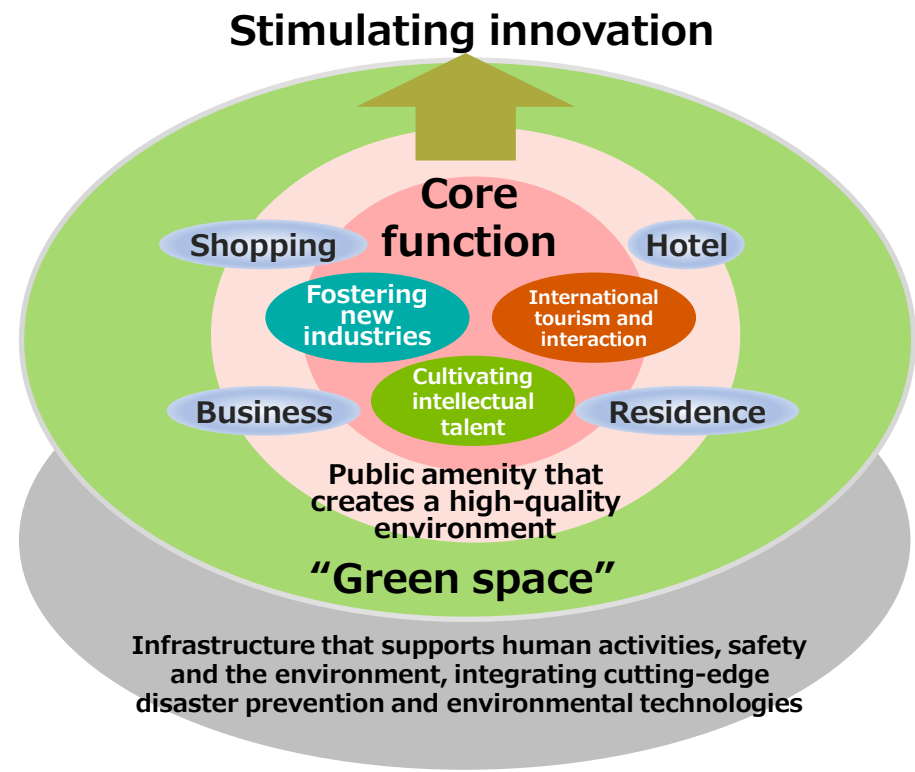 Stimulating innovation
Core
function
Shopping
Hotel
Fostering
new
industries
International
tourism and
interaction
Cultivating
intellectual
talent
Business
Residence
Public amenity that
creates a high-quality
environment
“Green space”
Infrastructure that supports human activities, safety
and the environment, integrating cutting-edge
disaster prevention and environmental technologies